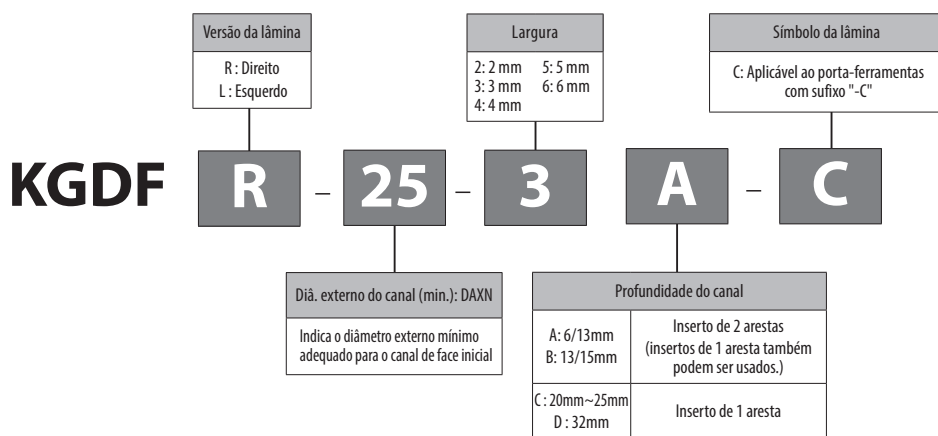 Versão da lâmina
R : Direito
L : Esquerdo
Largura
2: 2 mm 5: 5 mm
3: 3 mm 6: 6 mm
4: 4 mm
Símbolo da lâmina
C: Aplicável ao porta-ferramentas
com sufixo "-C"
KGDF R – 25 – 3 A – C
Diâ. externo do canal (min.): DAXN
Indica o diâmetro externo mínimo
adequado para o canal de face inicial
Profundidade do canal
A: 6/13mm
B: 13/15mm
Inserto de 2 arestas
(insertos de 1 aresta também
podem ser usados.)
C : 20mm~25mm
D : 32mm
Inserto de 1 aresta